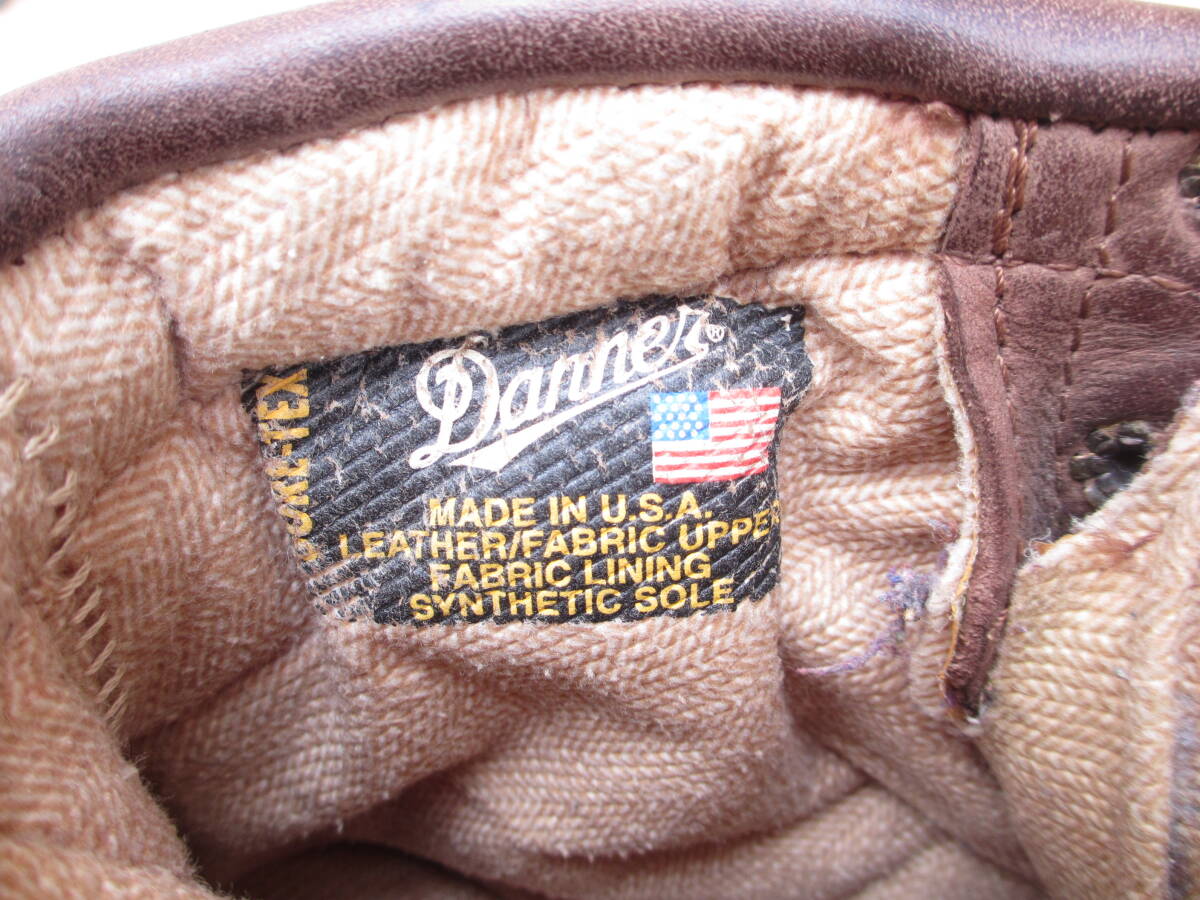 Danner®
GORE-TEX
MADE IN U.S.A.
LEATHER/FABRIC UPPER
FABRIC LINING
SYNTHETIC SOLE